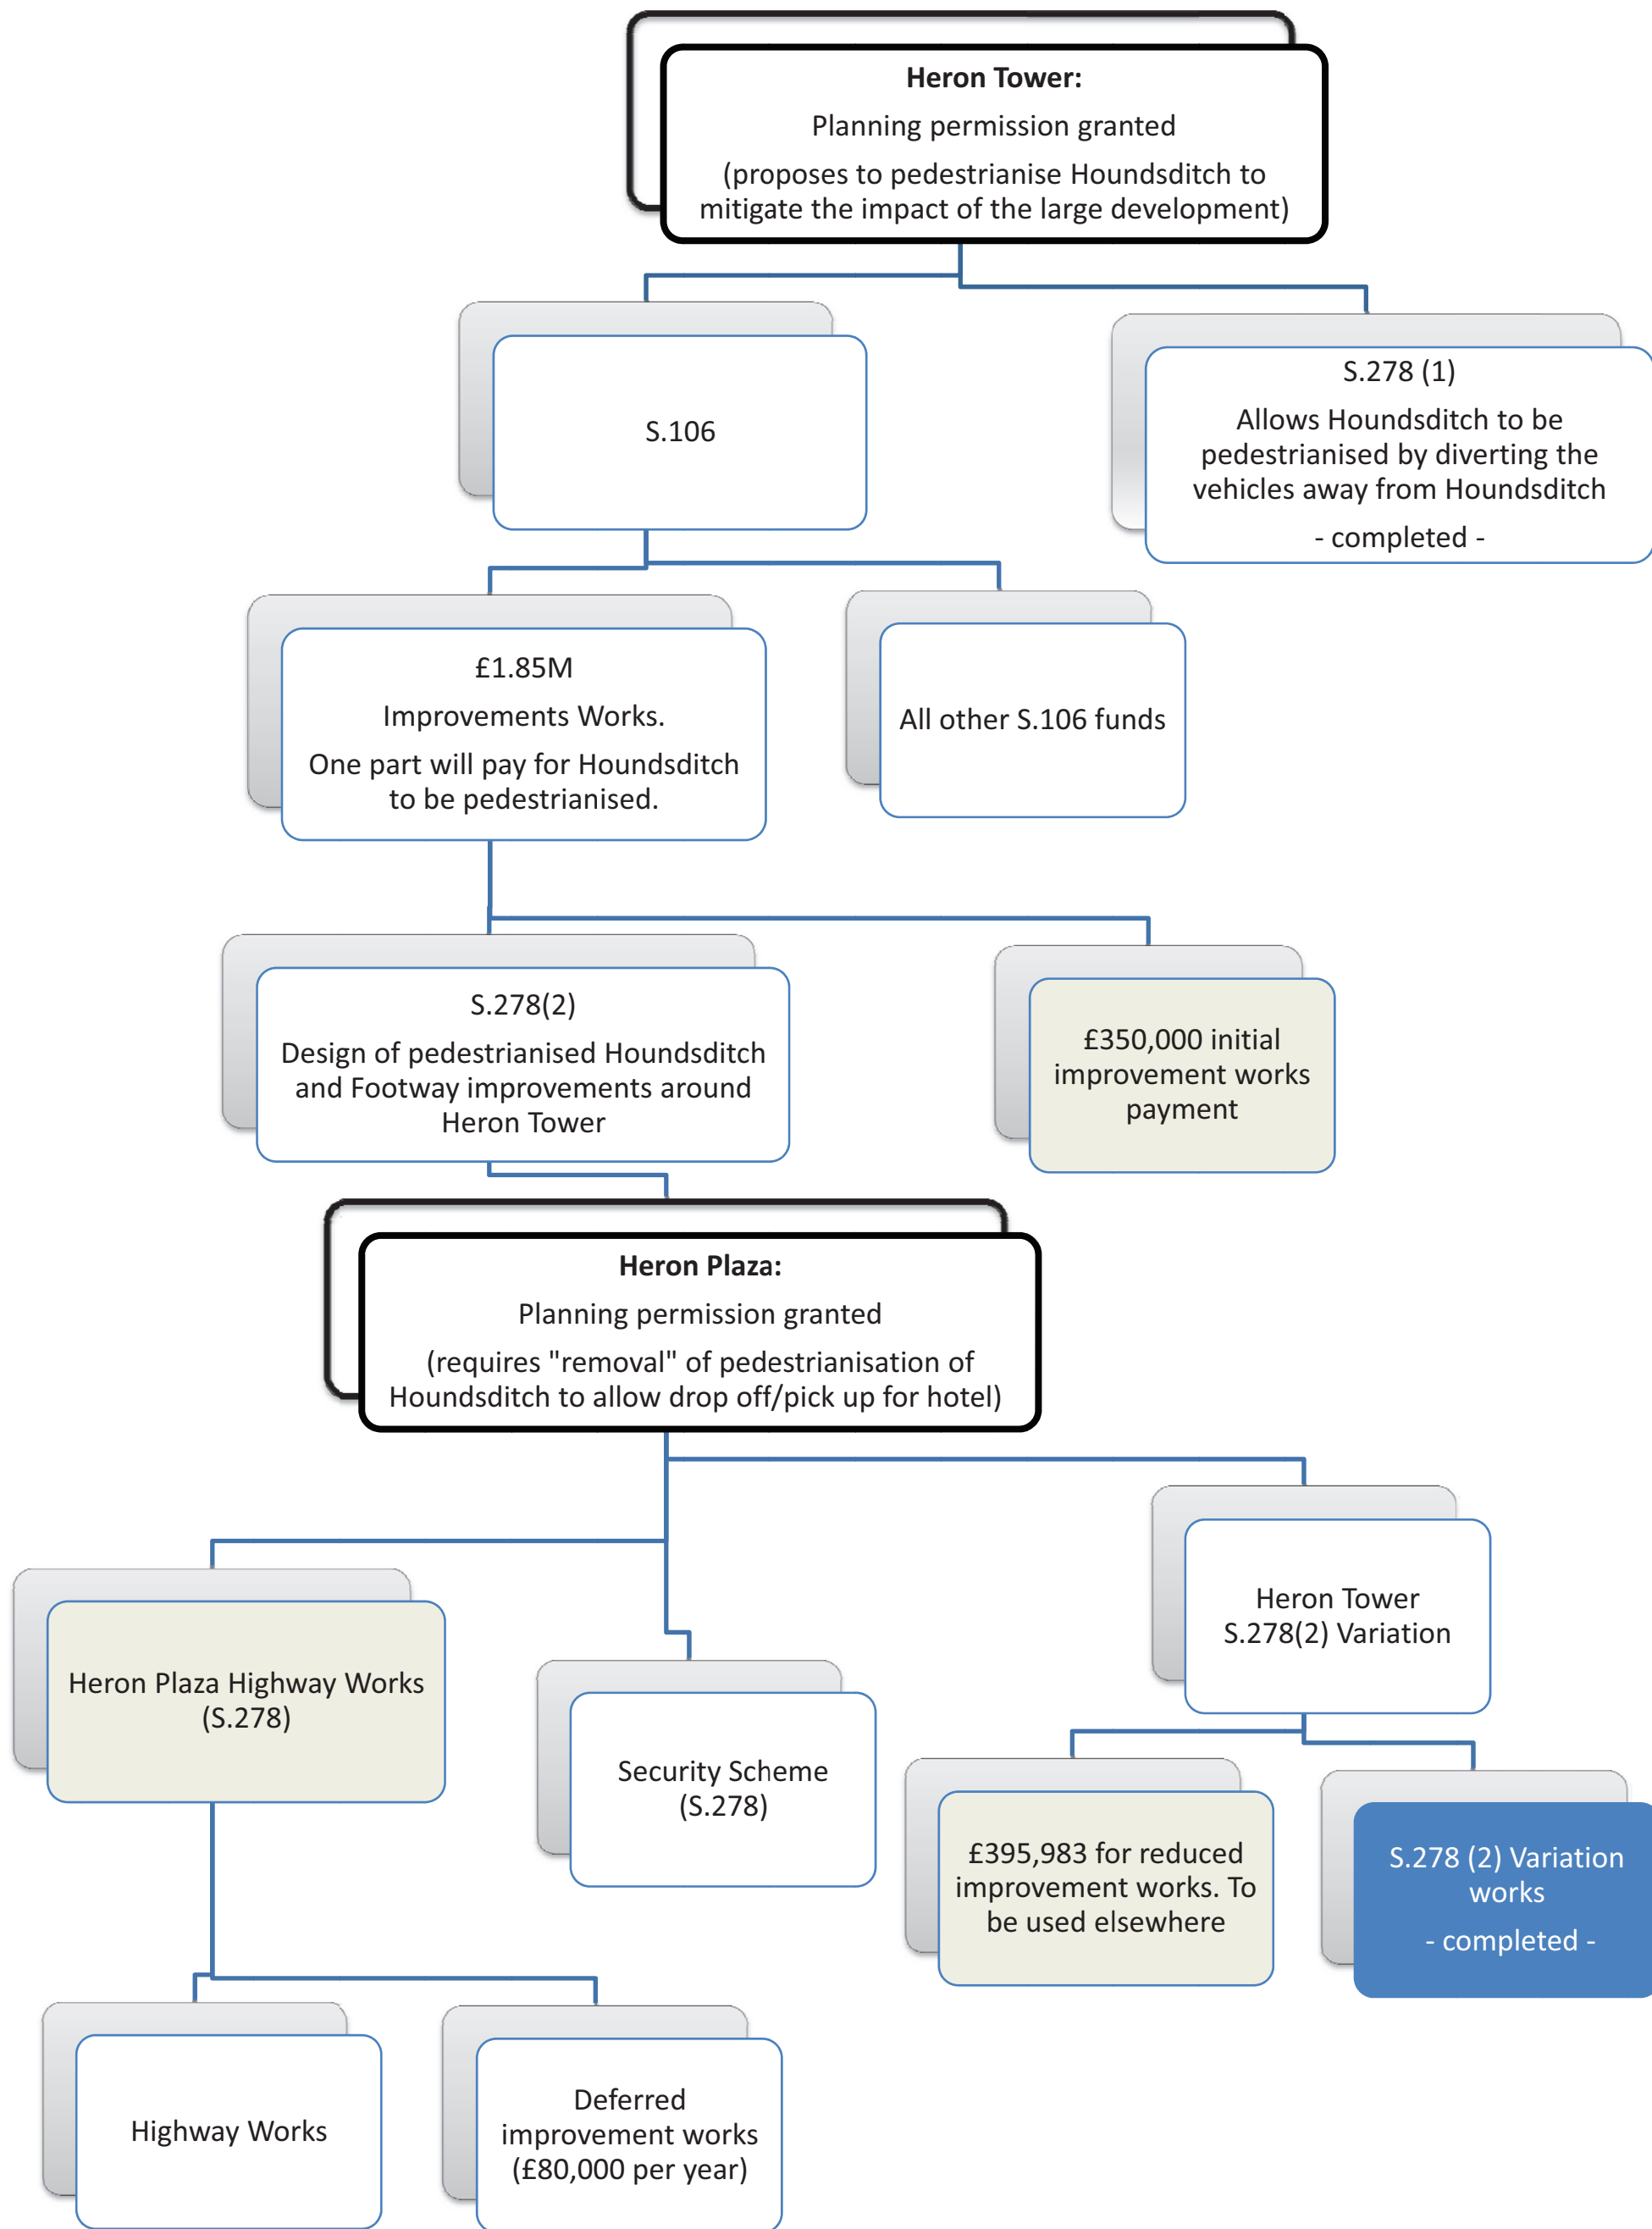 Heron Tower:
Planning permission granted
(proposes to pedestrianise Houndsditch to
mitigate the impact of the large development)
S.106
S.278 (1)
Allows Houndsditch to be
pedestrianised by diverting the
vehicles away from Houndsditch
- completed -
£1.85M
Improvements Works.
One part will pay for Houndsditch
to be pedestrianised.
All other S.106 funds
S.278(2)
Design of pedestrianised Houndsditch
and Footway improvements around
Heron Tower
£350,000 initial
improvement works
payment
Heron Plaza:
Planning permission granted
(requires "removal" of pedestrianisation of
Houndsditch to allow drop off/pick up for hotel)
Heron Plaza Highway Works
(S.278)
Security Scheme
(S.278)
Heron Tower
S.278(2) Variation
£395,983 for reduced
improvement works. To
be used elsewhere
S.278 (2) Variation
works
- completed -
Highway Works
Deferred
improvement works
(£80,000 per year)